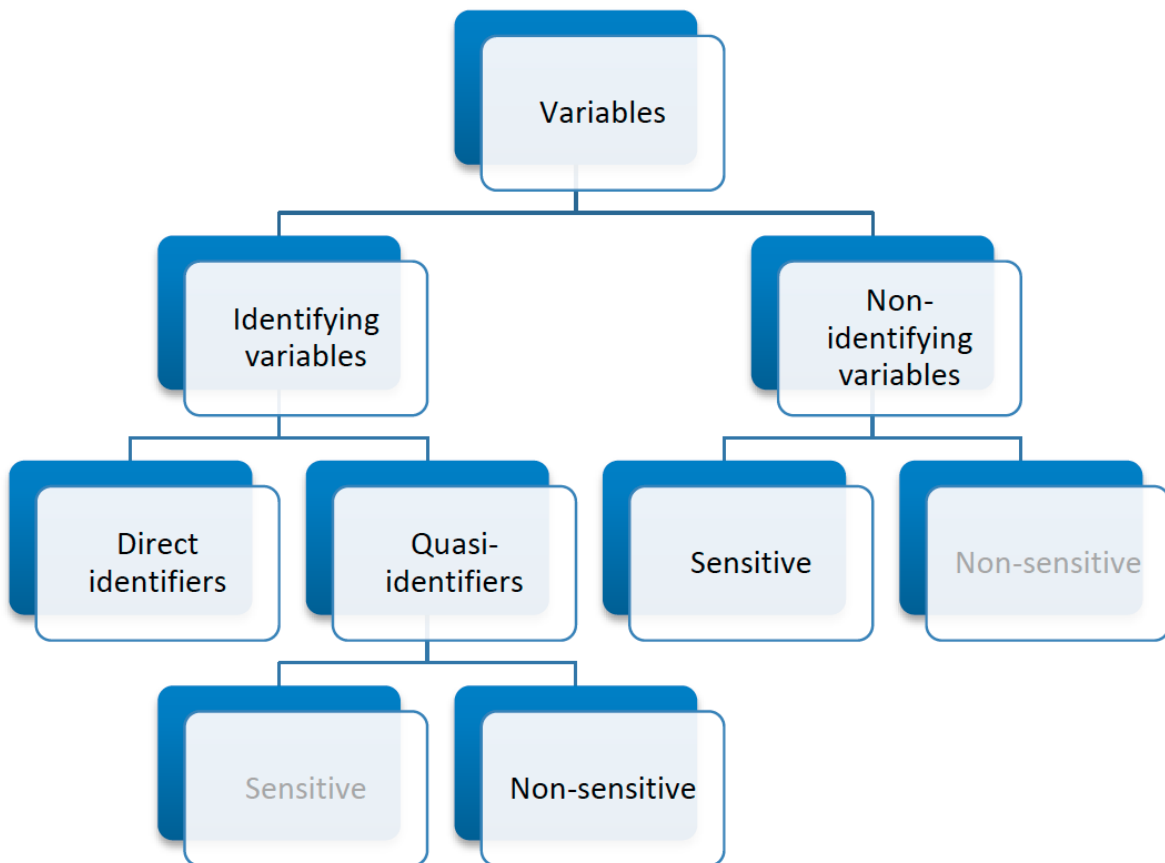 Variables
Identifying
variables
Non-
identifying
variables
Direct
identifiers
Quasi-
identifiers
Sensitive
Non-sensitive
Sensitive
Non-sensitive